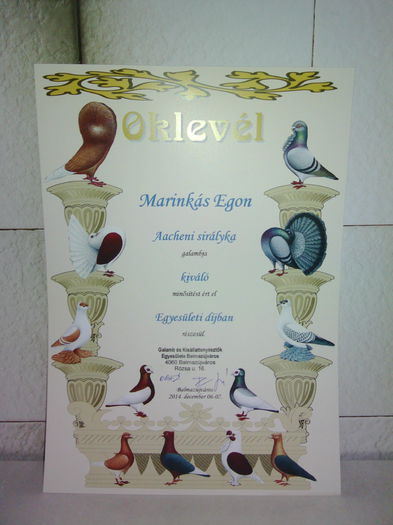 Oklevél
Marinkás Egon
Aacheni sirályka
galambja
kiváló
minősítést ért el
Egyesületi díjban
részesül.
Galamb és Kisállattenyésztők
Egyesülete Balmazújváros
4060 Balmazújváros
Rózsa u. 16.
Balmazújváros
2014. december 06-07.